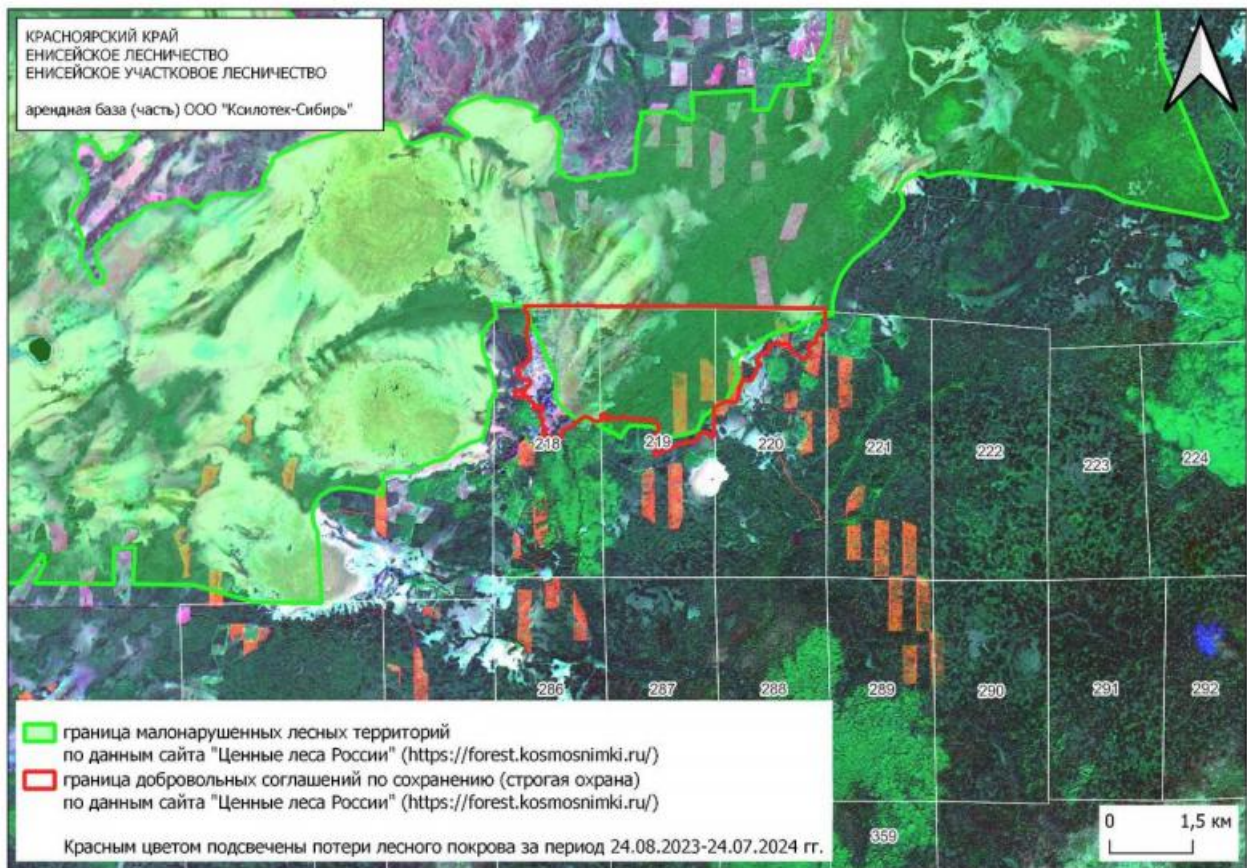 КРАСНОЯРСКИЙ КРАЙ
ЕНИСЕЙСКОЕ ЛЕСНИЧЕСТВО
ЕНИСЕЙСКОЕ УЧАСТКОВОЕ ЛЕСНИЧЕСТВО
арендная база (часть) ООО "Ксилотек-Сибирь"
218
219
220
221
222
223
224
286
287
288
289
290
291
292
359
граница малонарушенных лесных территорий
по данным сайта "Ценные леса России" (https://forest.kosmosnimki.ru/)
граница добровольных соглашений по сохранению (строгая охрана)
по данным сайта "Ценные леса России" (https://forest.kosmosnimki.ru/)
Красным цветом подсвечены потери лесного покрова за период 24.08.2023-24.07.2024 гг.
0 1,5 км